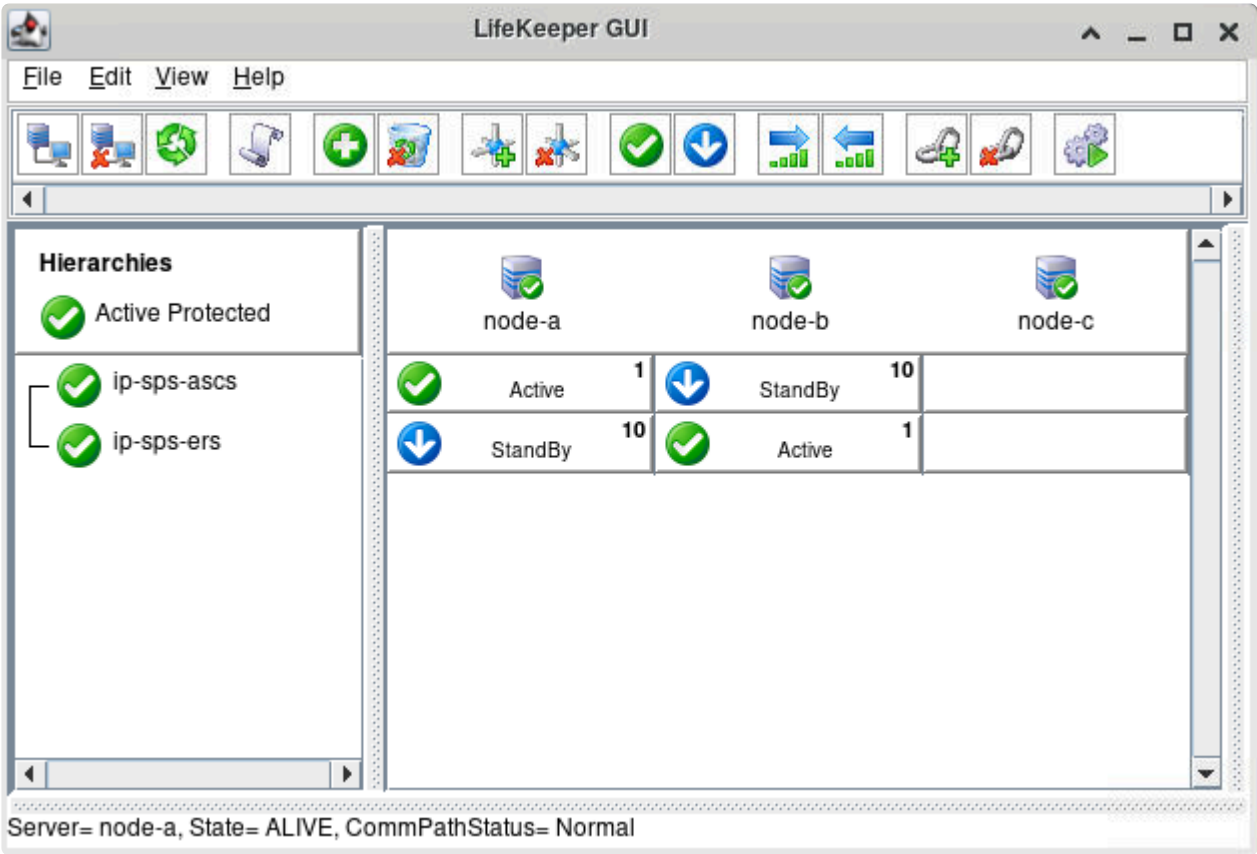 LifeKeeper GUI
File Edit View Help
Hierarchies
Active Protected
node-a node-b node-c
ip-sps-ascs Active 1 StandBy 10
ip-sps-ers StandBy 10 Active 1
Server= node-a, State= ALIVE, CommPathStatus= Normal